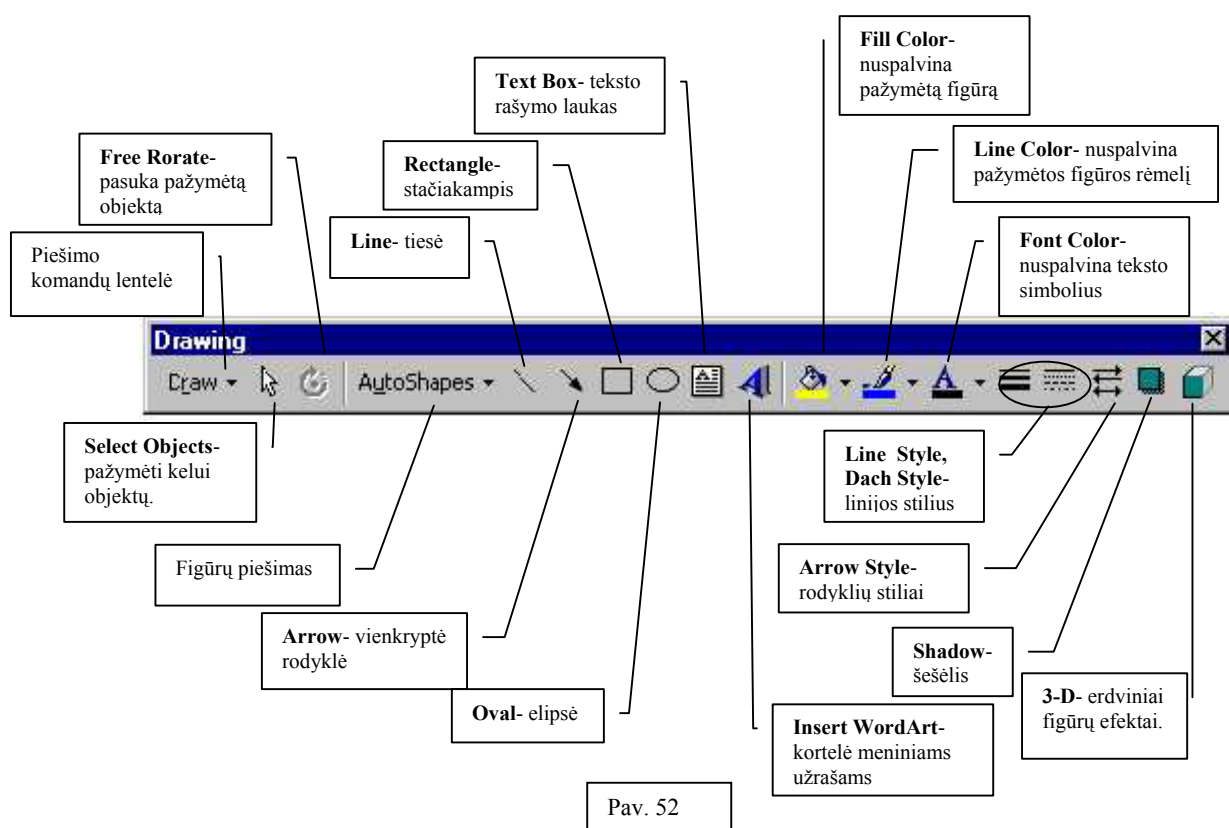 Fill Color-
nuspalvina
pažymėtą figūrą
Text Box- teksto
rašymo laukas
Line Color- nuspalvina
pažymėtos figūros rėmelį
Free Rorate-
pasuka pažymėtą
objektą
Rectangle-
stačiakampis
Line- tiesė
Font Color-
nuspalvina teksto
simbolius
Piešimo
komandų lentelė
Drawing
Draw
AutoShapes
Select Objects-
pažymėti kelui
objektų.
Line Style,
Dach Style-
linijos stilius
Figūrų piešimas
Arrow Style-
rodyklių stiliai
Arrow- vienkryptė
rodyklė
Shadow-
šešėlis
Oval- elipsė
3-D- erdviniai
figūrų efektai.
Insert WordArt-
kortelė meniniams
užrašams
Pav. 52